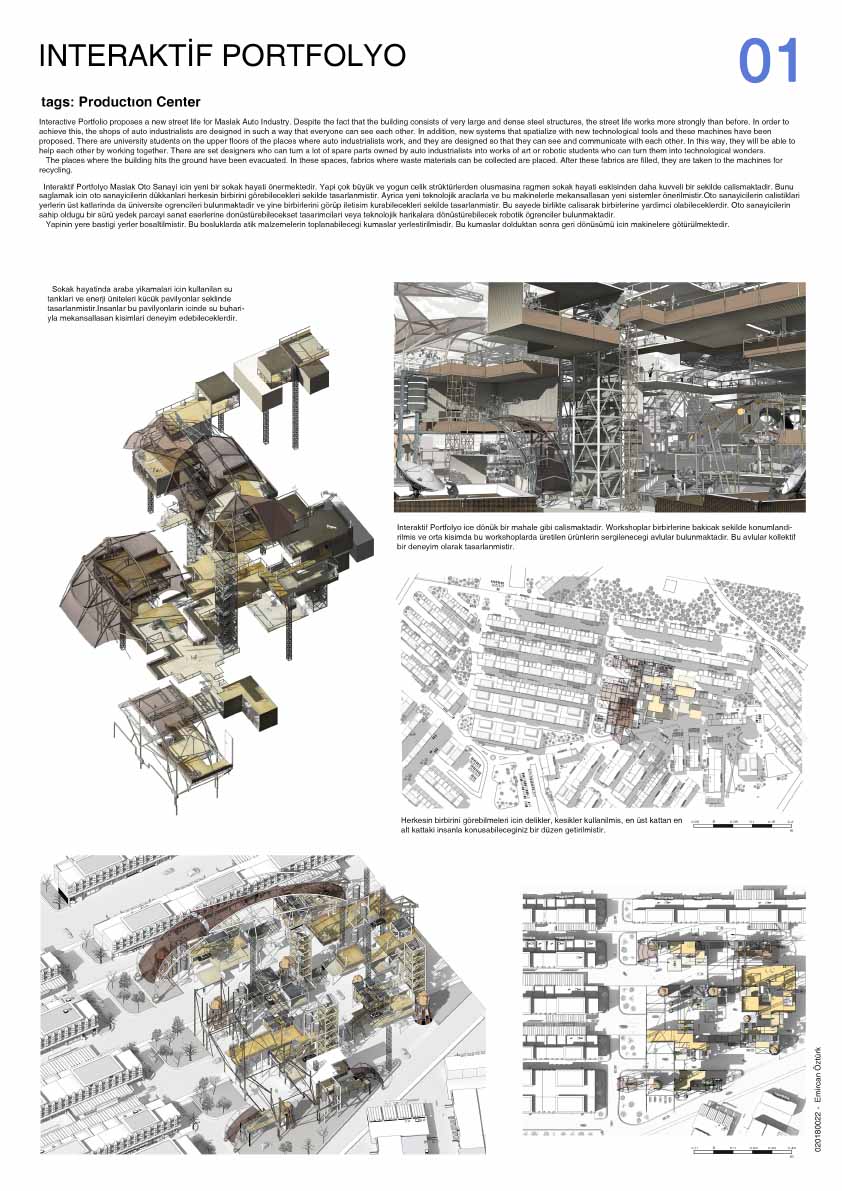 INTERAKTİF PORTFOLYO
01
tags: Productıon Center
Interactive Portfolio proposes a new street life for Maslak Auto Industry. Despite the fact that the building consists of very large and dense steel structures, the street life works more strongly than before. In order to
achieve this, the shops of auto industrialists are designed in such a way that everyone can see each other. In addition, new systems that spatialize with new technological tools and these machines have been
proposed. There are university students on the upper floors of the places where auto industrialists work, and they are designed so that they can see and communicate with each other. In this way, they will be able to
help each other by working together. There are set designers who can turn a lot of spare parts owned by auto industrialists into works of art or robotic students who can turn them into technological wonders.
The places where the building hits the ground have been evacuated. In these spaces, fabrics where waste materials can be collected are placed. After these fabrics are filled, they are taken to the machines for
recycling.
Interaktif Portfolyo Maslak Oto Sanayi icin yeni bir sokak hayati önermektedir. Yapi çok büyük ve yogun celik strüktürlerden olusmasina ragmen sokak hayati eskisinden daha kuvveli bir sekilde calismaktadir. Bunu
saglamak icin oto sanayicilerin dükkanlari herkesin birbirini görebilecekleri sekilde tasarlanmistir. Ayrica yeni teknolojik araclarla ve bu makinelerle mekansallasan yeni sistemler önerilmistir.Oto sanayicilerin calistiklari
yerlerin üst katlarinda da üniversite ogrencileri bulunmaktadir ve yine birbirlerini görüp iletisim kurabilecekleri sekilde tasarlanmistir. Bu sayede birlikte calisarak birbirlerine yardimci olabileceklerdir. Oto sanayicilerin
sahip oldugu bir sürü yedek parcayi sanat eserlerine donüstürebilecekset tasarimcilari veya teknolojik harikalara dönüstürebilecek robotik ögrenciler bulunmaktadir.
Yapinin yere bastigi yerler bosaltilmistir. Bu bosluklarda atik malzemelerin toplanabilecegi kumaslar yerlestirilmisdir. Bu kumaslar dolduktan sonra geri dönüsümü icin makinelere götürülmektedir.
Sokak hayatinda araba yikamalari icin kullanilan su
tanklari ve enerji üniteleri kücük pavilyonlar seklinde
tasarlanmistir.Insanlar bu pavilyonların icinde su buhari-
yla mekansallasan kisimlari deneyim edebileceklerdir.
Interaktif Portfolyo ice dönük bir mahale gibi calismaktadir. Workshoplar birbirlerine bakicak sekilde konumlandi-
rilmis ve orta kisimda bu workshoplarda üretilen ürünlerin sergilenecegi avlular bulunmaktadir. Bu avlular kollektif
bir deneyim olarak tasarlanmistir.
Herkesin birbirini görebilmeleri icin delikler, kesikler kullanilmis, en üst kattan en
alt kattaki insanla konusabileceginiz bir düzen getirilmistir.
020180022 - Emircan Öztürk